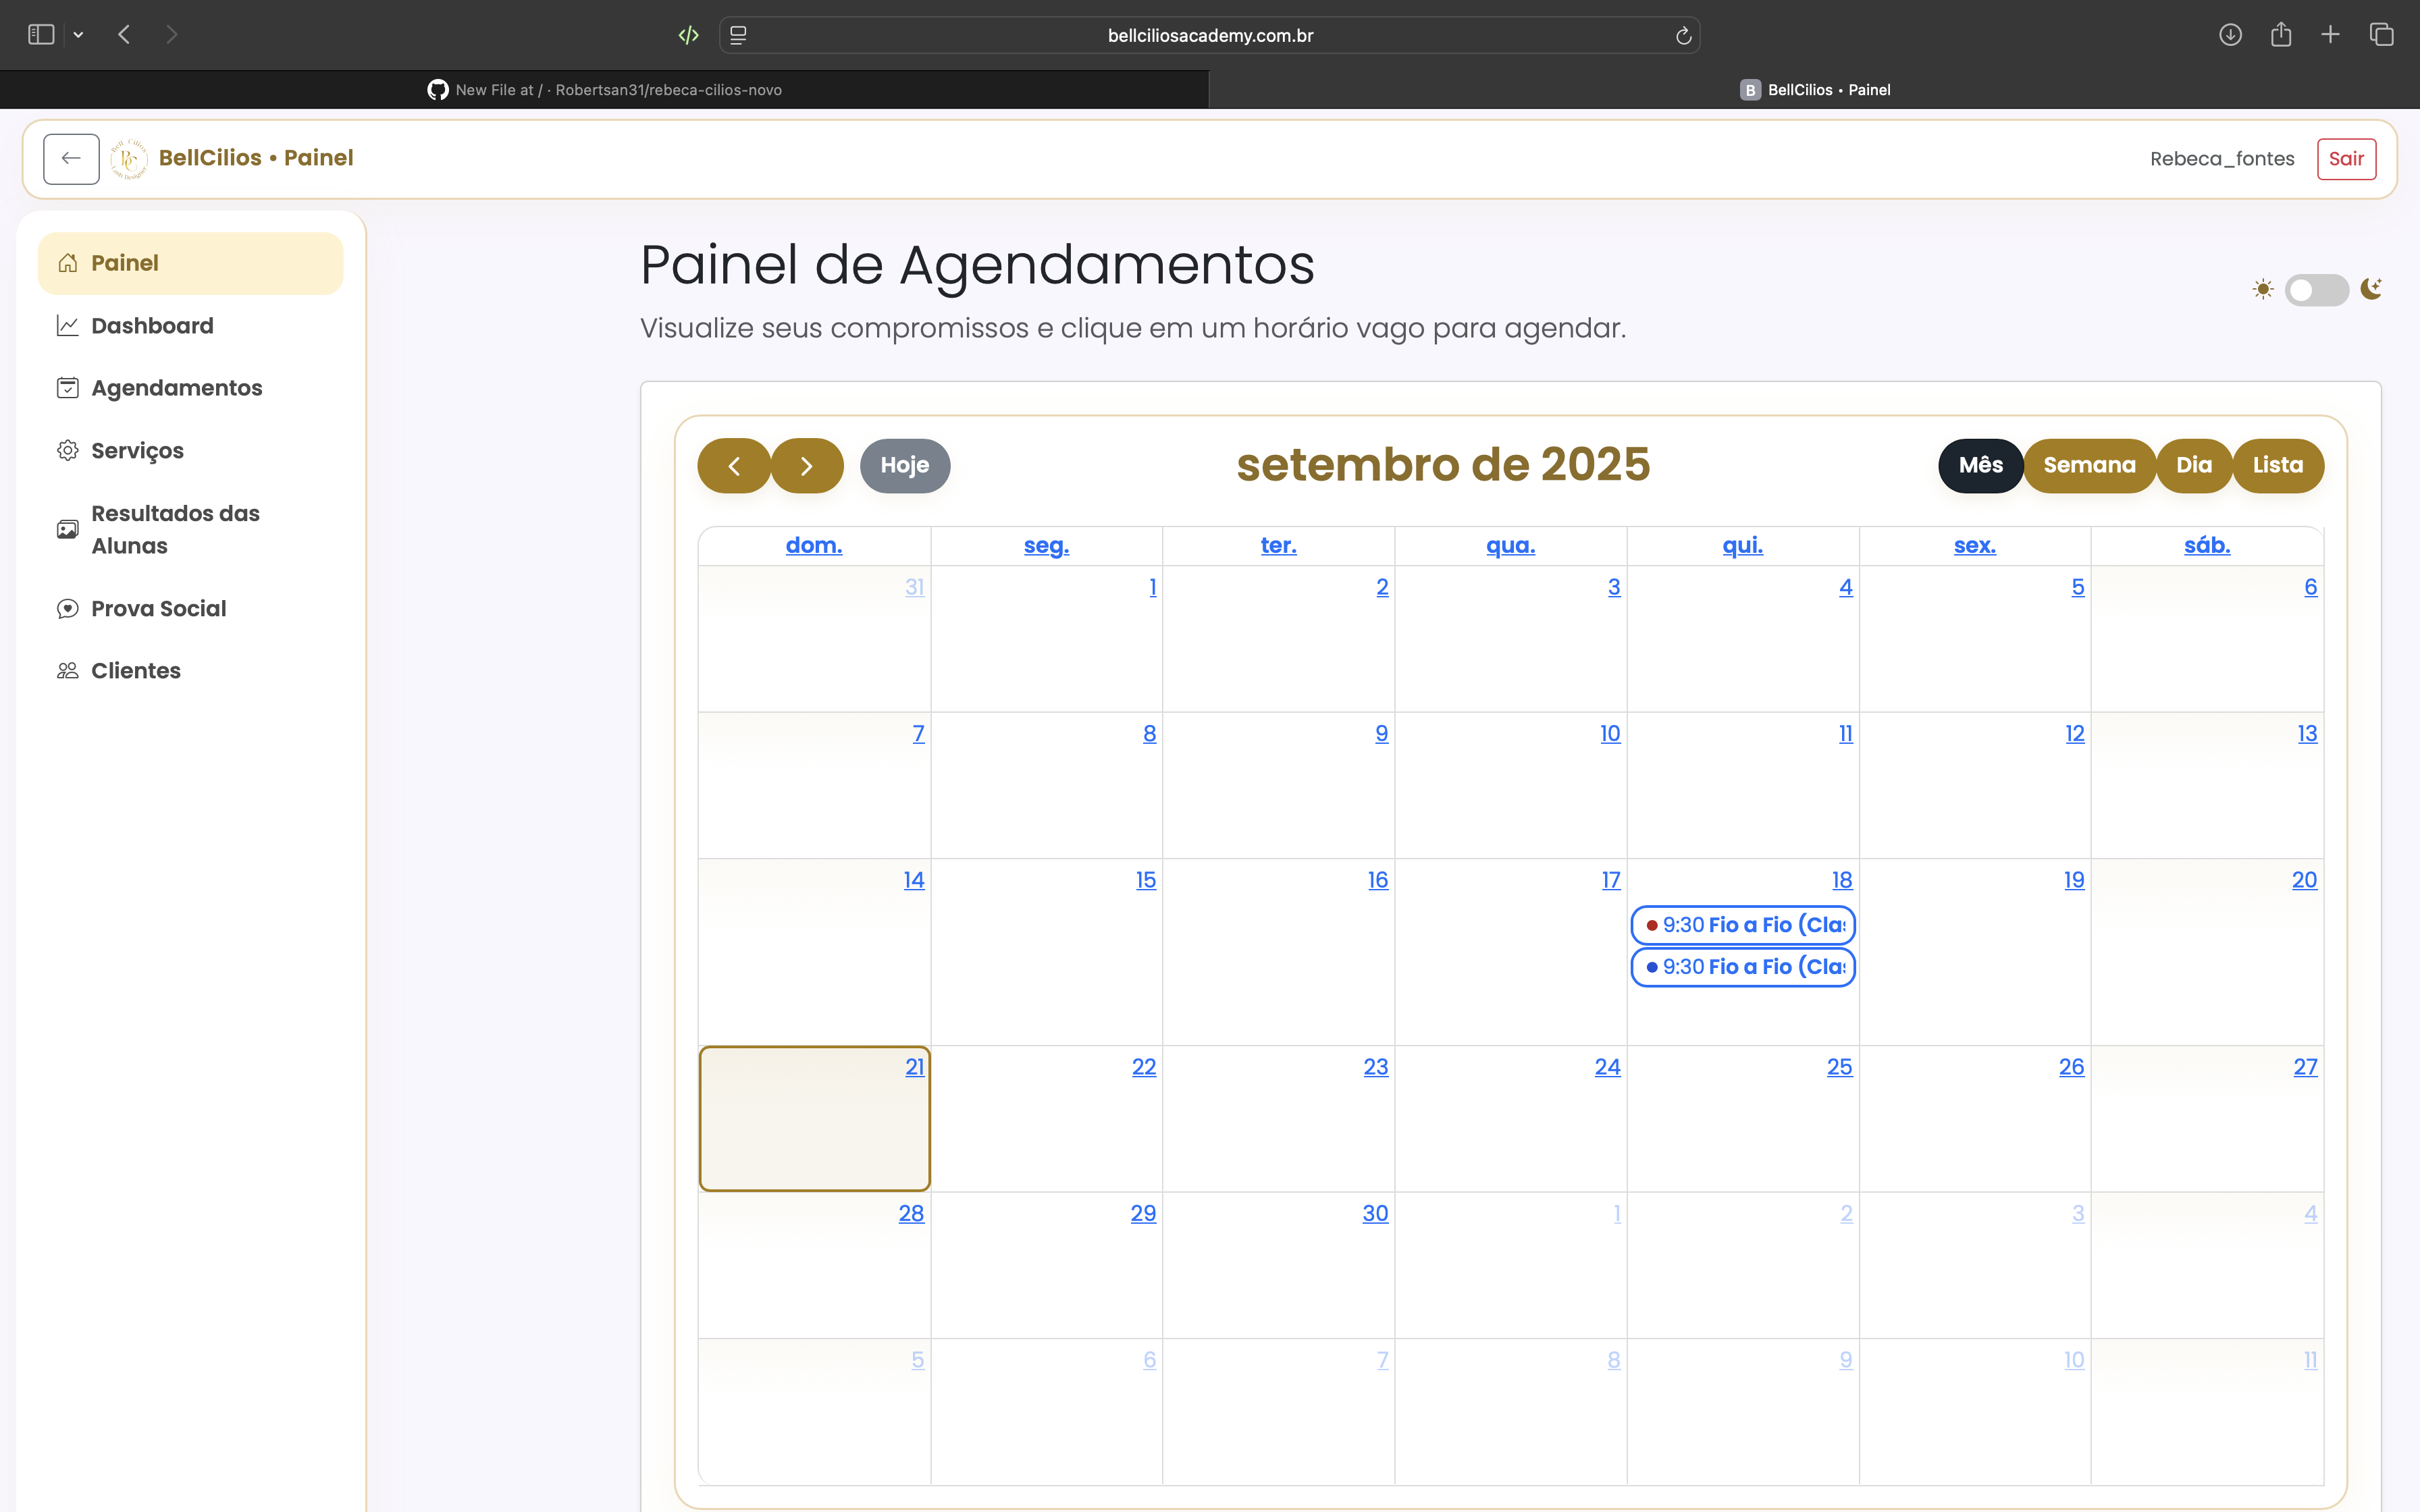 bellciliosacademy.com.br
New File at / · Robertsan31/rebeca-cilios-novo
B BellCilios • Painel
BellCilios • Painel
Rebeca_fontes
Sair
Painel
Dashboard
Agendamentos
Serviços
Resultados das
Alunas
Prova Social
Clientes
Painel de Agendamentos
Visualize seus compromissos e clique em um horário vago para agendar.
Hoje
setembro de 2025
Mês Semana Dia Lista
dom. seg. ter. qua. qui. sex. sáb.
31 1 2 3 4 5 6
7 8 9 10 11 12 13
14 15 16 17 18 19 20
9:30 Fio a Fio (Clas
9:30 Fio a Fio (Clas
21 22 23 24 25 26 27
28 29 30 1 2 3 4
5 6 7 8 9 10 11